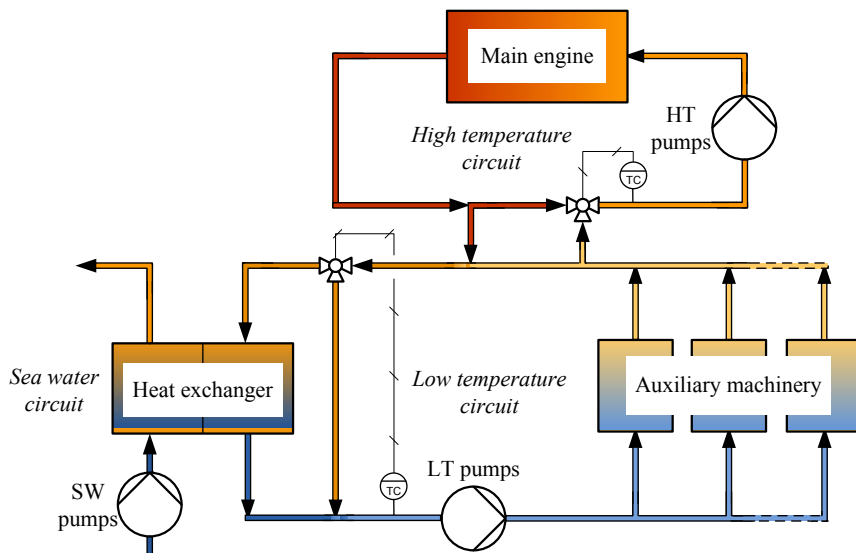 Main engine
HT
pumps
High temperature
circuit
TC
Sea water
circuit
Heat exchanger
Low temperature
circuit
Auxiliary machinery
SW
pumps
TC
LT pumps